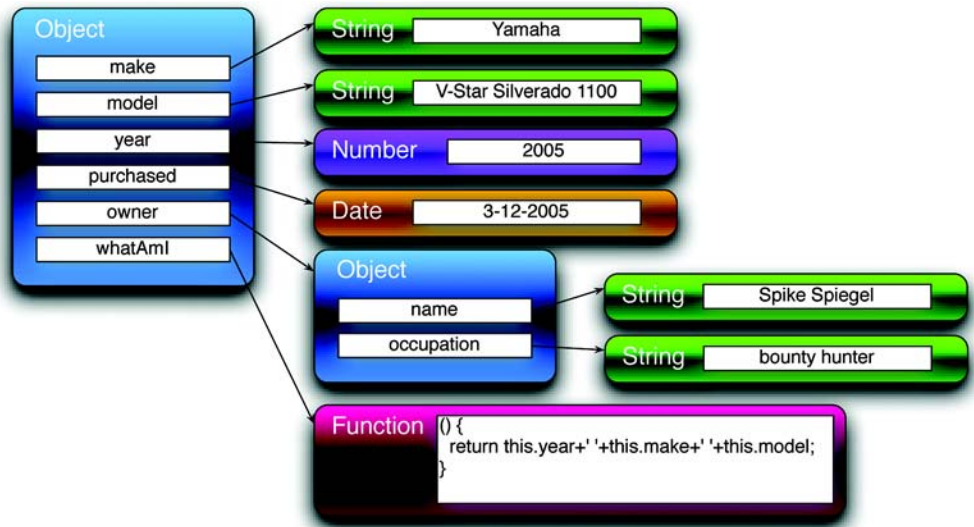 Object
make
model
year
purchased
owner
whatAmI
String
Yamaha
String
V-Star Silverado 1100
Number
2005
Date
3-12-2005
Object
name
occupation
String
Spike Spiegel
String
bounty hunter
Function
() {
return this.year+' '+this.make+' '+this.model;
}